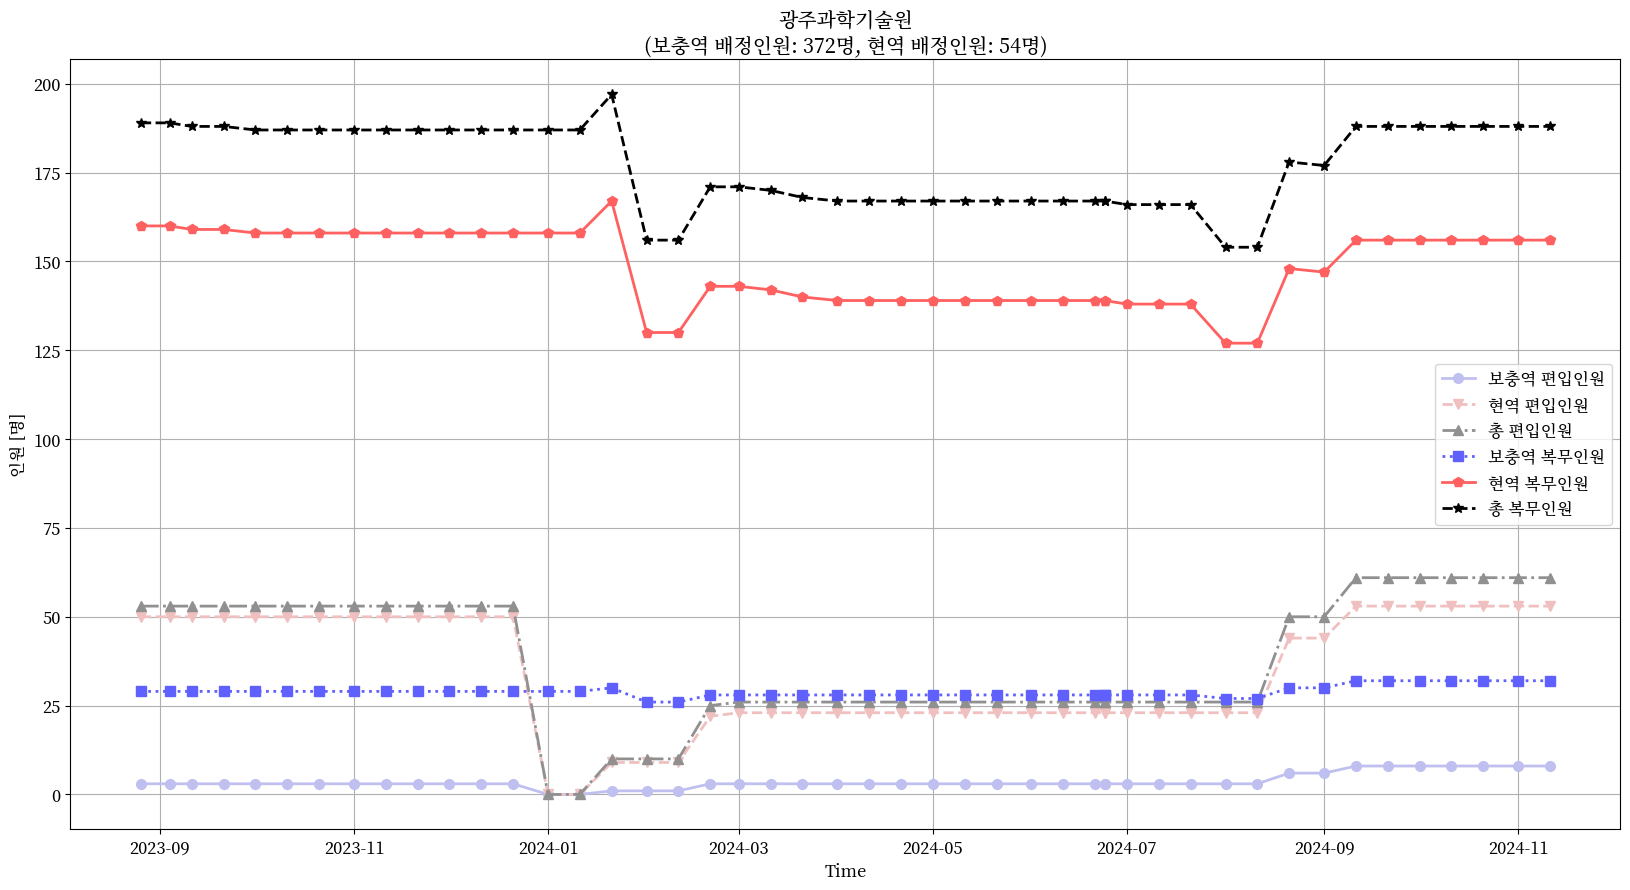 광주과학기술원
(보충역 배정인원: 372명, 현역 배정인원: 54명)
200
175
150
125
100
75
50
25
0
인원 [명]
보충역 편입인원
현역 편입인원
총 편입인원
보충역 복무인원
현역 복무인원
총 복무인원
2023-09
2023-11
2024-01
2024-03
2024-05
2024-07
2024-09
2024-11
Time